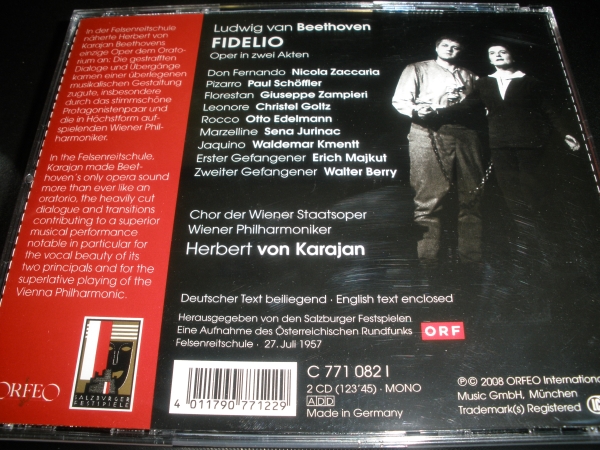 In der Felsenreitschule
näherte Herbert von
Karajan Beethovens
einzige Oper dem Orato-
rium an: Die gestrafften
Dialoge und Übergänge
kamen einer überlegenen
musikalischen Gestaltung
zugute, insbesondere
durch das stimmschöne
Protagonistenpaar und
die in Höchstform auf-
spielenden Wiener Phil-
harmoniker.
In the Felsenreitschule,
Karajan made Beet-
hoven's only opera sound
more than ever like an
oratorio, the heavily cut
dialogue and transitions
contributing to a superior
musical performance
notable in particular for
the vocal beauty of its
two principals and for the
superlative playing of the
Vienna Philharmonic.
ORFEO
SALZBURGER
FESTSPIELE
Ludwig van Beethoven
FIDELIO
Oper in zwei Akten
Don Fernando Nicola Zaccaria
Pizarro Paul Schöffler
Florestan Giuseppe Zampieri
Leonore Christel Goltz
Rocco Otto Edelmann
Marzelline Sena Jurinac
Jaquino Waldemar Kmentt
Erster Gefangener Erich Majkut
Zweiter Gefangener Walter Berry
Chor der Wiener Staatsoper
Wiener Philharmoniker
Herbert von Karajan
Deutscher Text beiliegend · English text enclosed
Herausgegeben von den Salzburger Festspielen
Eine Aufnahme des Österreichischen Rundfunks ORF
Felsenreitschule · 27. Juli 1957
4 011790 771229
C 771 082 I
2 CD (123'45) · MONO
ADD
Made in Germany
℗© 2008 ORFEO International
Music GmbH, München
Trademark(s) Registered